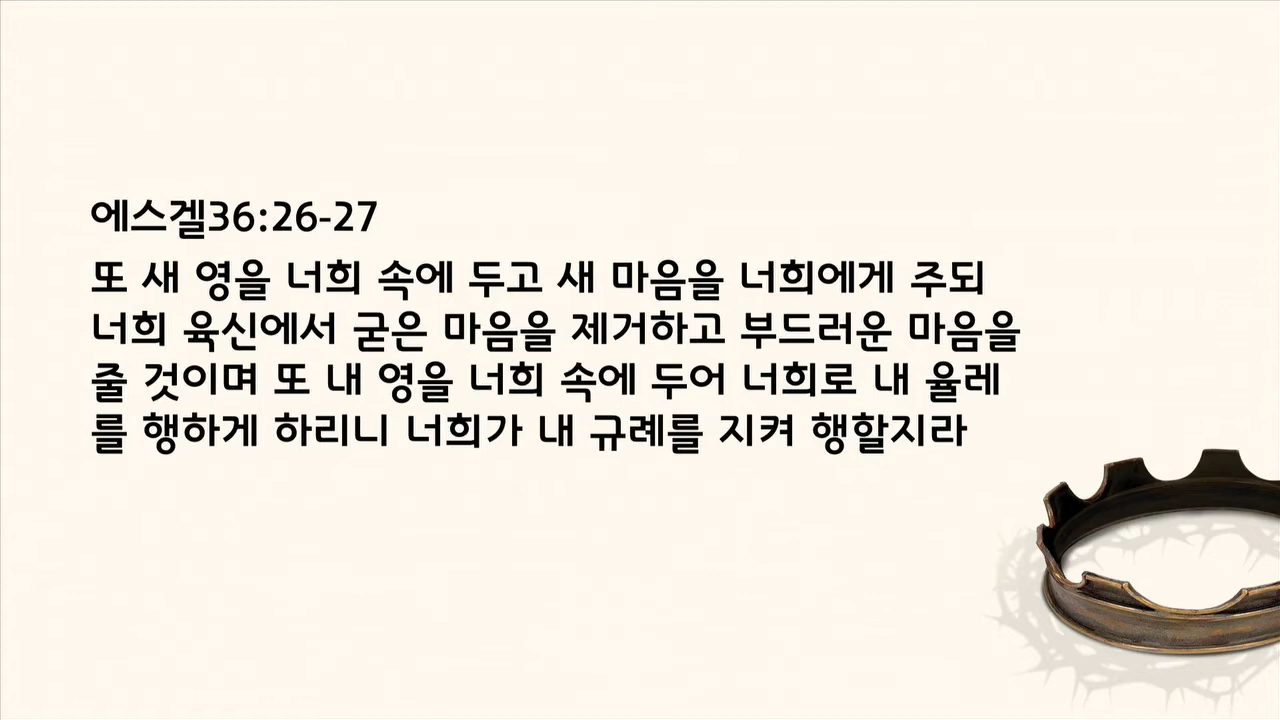 에스겔36:26-27
또 새 영을 너희 속에 두고 새 마음을 너희에게 주되
너희 육신에서 굳은 마음을 제거하고 부드러운 마음을
줄 것이며 또 내 영을 너희 속에 두어 너희로 내 율레
를 행하게 하리니 너희가 내 규례를 지켜 행할지라